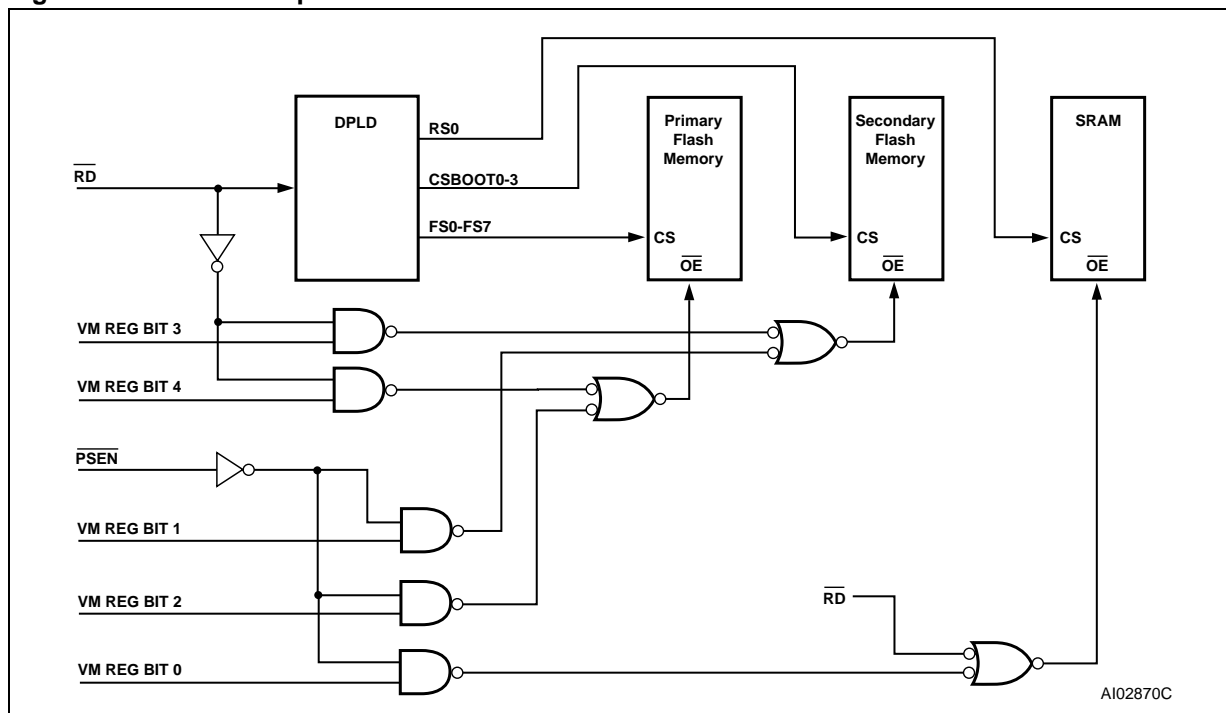 DPLD
RS0
CSBOOT0-3
FS0-FS7
Primary
Flash
Memory
CS
OE
Secondary
Flash
Memory
CS
OE
SRAM
CS
OE
RD
VM REG BIT 3
VM REG BIT 4
PSEN
VM REG BIT 1
VM REG BIT 2
VM REG BIT 0
RD
AI02870C